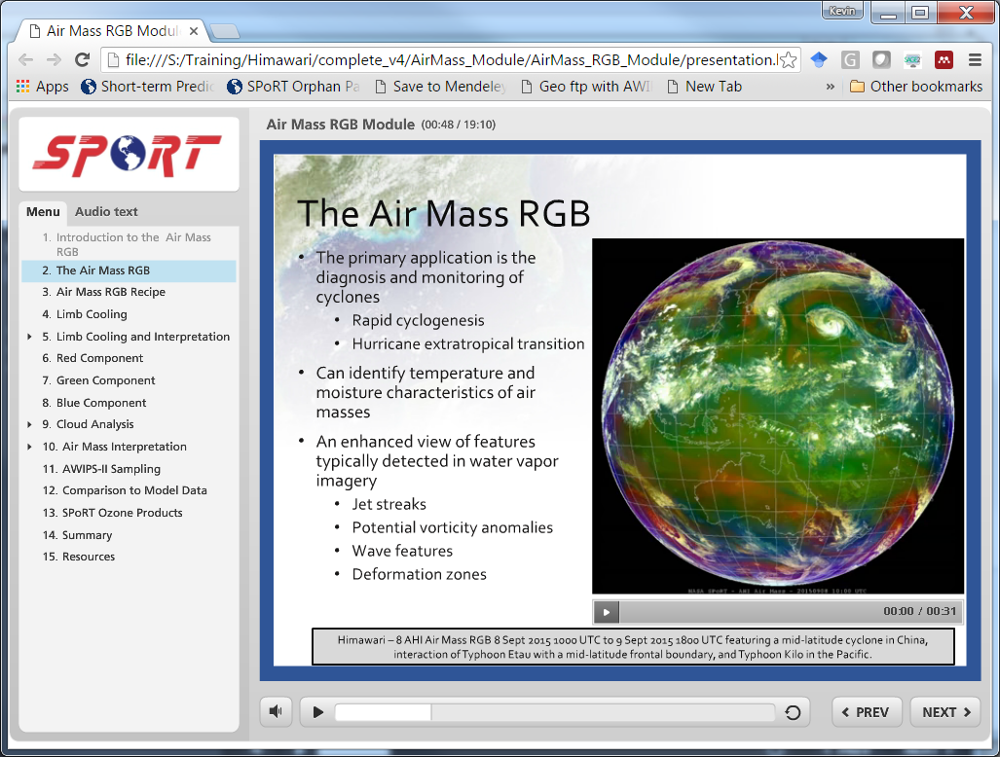 Kevin
Air Mass RGB Modul
file:///S:/Training/Himawari/complete_v4/AirMass_Module/AirMass_RGB_Module/presentation.
Apps
Short-term Predic
SPoRT Orphan Pa
Save to Mendeley
Geo ftp with AWI
New Tab
»
Other bookmarks
SPORT
Air Mass RGB Module (00:48 / 19:10)
Menu
Audio text
1. Introduction to the Air Mass
RGB
2. The Air Mass RGB
3. Air Mass RGB Recipe
4. Limb Cooling
5. Limb Cooling and Interpretation
6. Red Component
7. Green Component
8. Blue Component
9. Cloud Analysis
10. Air Mass Interpretation
11. AWIPS-II Sampling
12. Comparison to Model Data
13. SPoRT Ozone Products
14. Summary
15. Resources
The Air Mass RGB
• The primary application is the
diagnosis and monitoring of
cyclones
• Rapid cyclogenesis
• Hurricane extratropical transition
• Can identify temperature and
moisture characteristics of air
masses
• An enhanced view of features
typically detected in water vapor
imagery
• Jet streaks
• Potential vorticity anomalies
• Wave features
• Deformation zones
NASA SPoRT - AHI Air Mass - 20150908 10:00 UTC
00:00 / 00:31
Himawari – 8 AHI Air Mass RGB 8 Sept 2015 1000 UTC to 9 Sept 2015 1800 UTC featuring a mid-latitude cyclone in China,
interaction of Typhoon Etau with a mid-latitude frontal boundary, and Typhoon Kilo in the Pacific.
PREV
NEXT